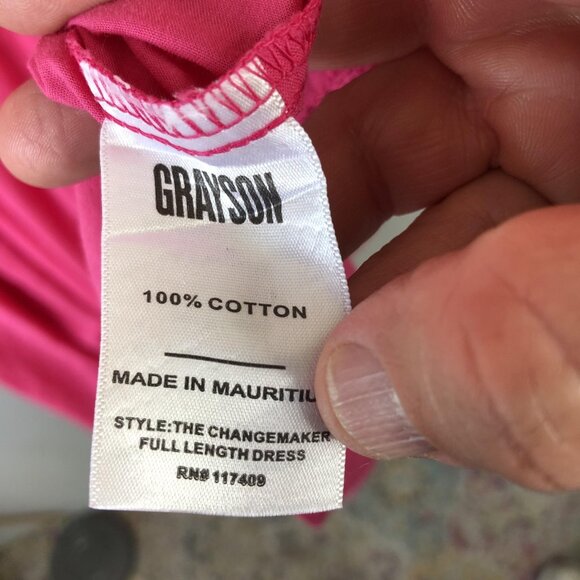 GRAYSON
100% COTTON
MADE IN MAURITIU
STYLE:THE CHANGEMAKER
FULL LENGTH DRESS
RN# 117409